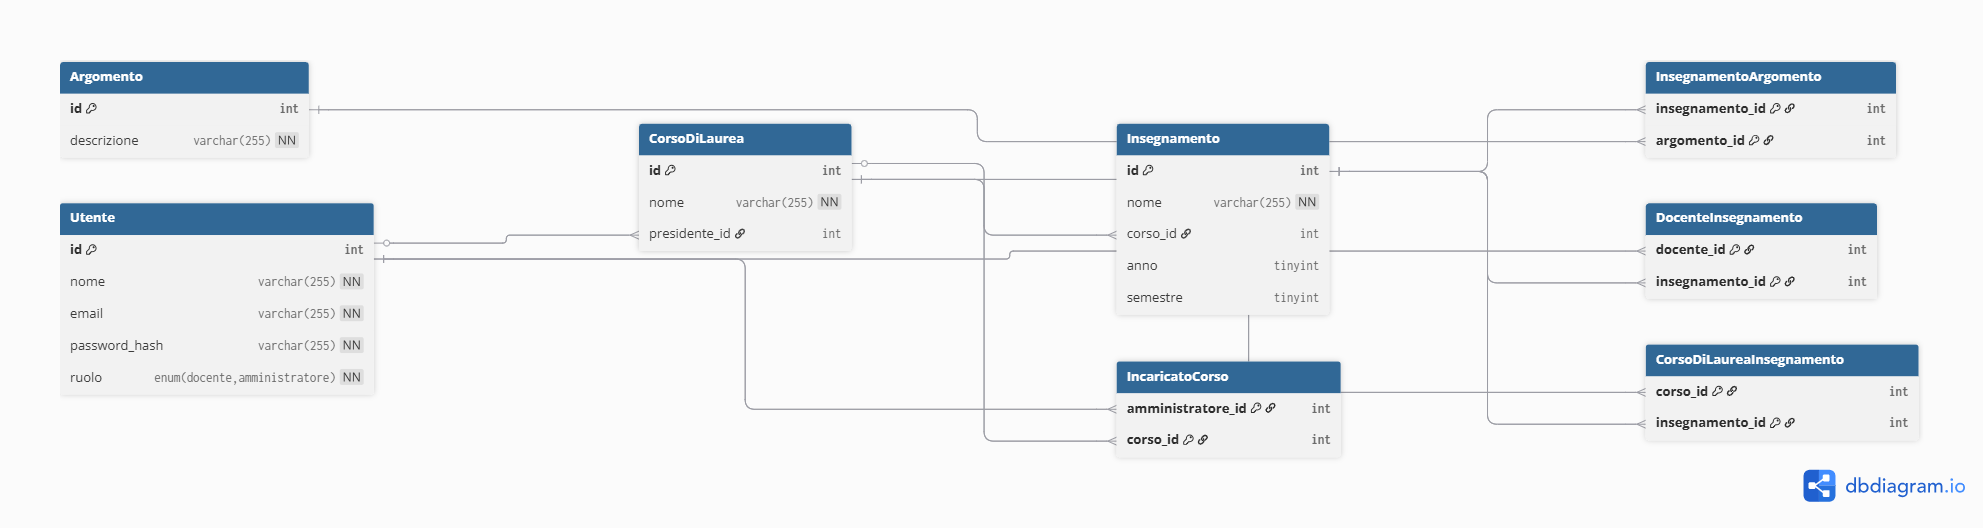 Argomento
id int
descrizione varchar(255) NN
Utente
id int
nome varchar(255) NN
email varchar(255) NN
password_hash varchar(255) NN
ruolo enum(docente,amministratore) NN
CorsoDiLaurea
id int
nome varchar(255) NN
presidente_id int
Insegnamento
id int
nome varchar(255) NN
corso_id int
anno tinyint
semestre tinyint
IncaricatoCorso
amministratore_id int
corso_id int
InsegnamentoArgomento
insegnamento_id int
argomento_id int
DocenteInsegnamento
docente_id int
insegnamento_id int
CorsoDiLaureaInsegnamento
corso_id int
insegnamento_id int
dbdiagram.io